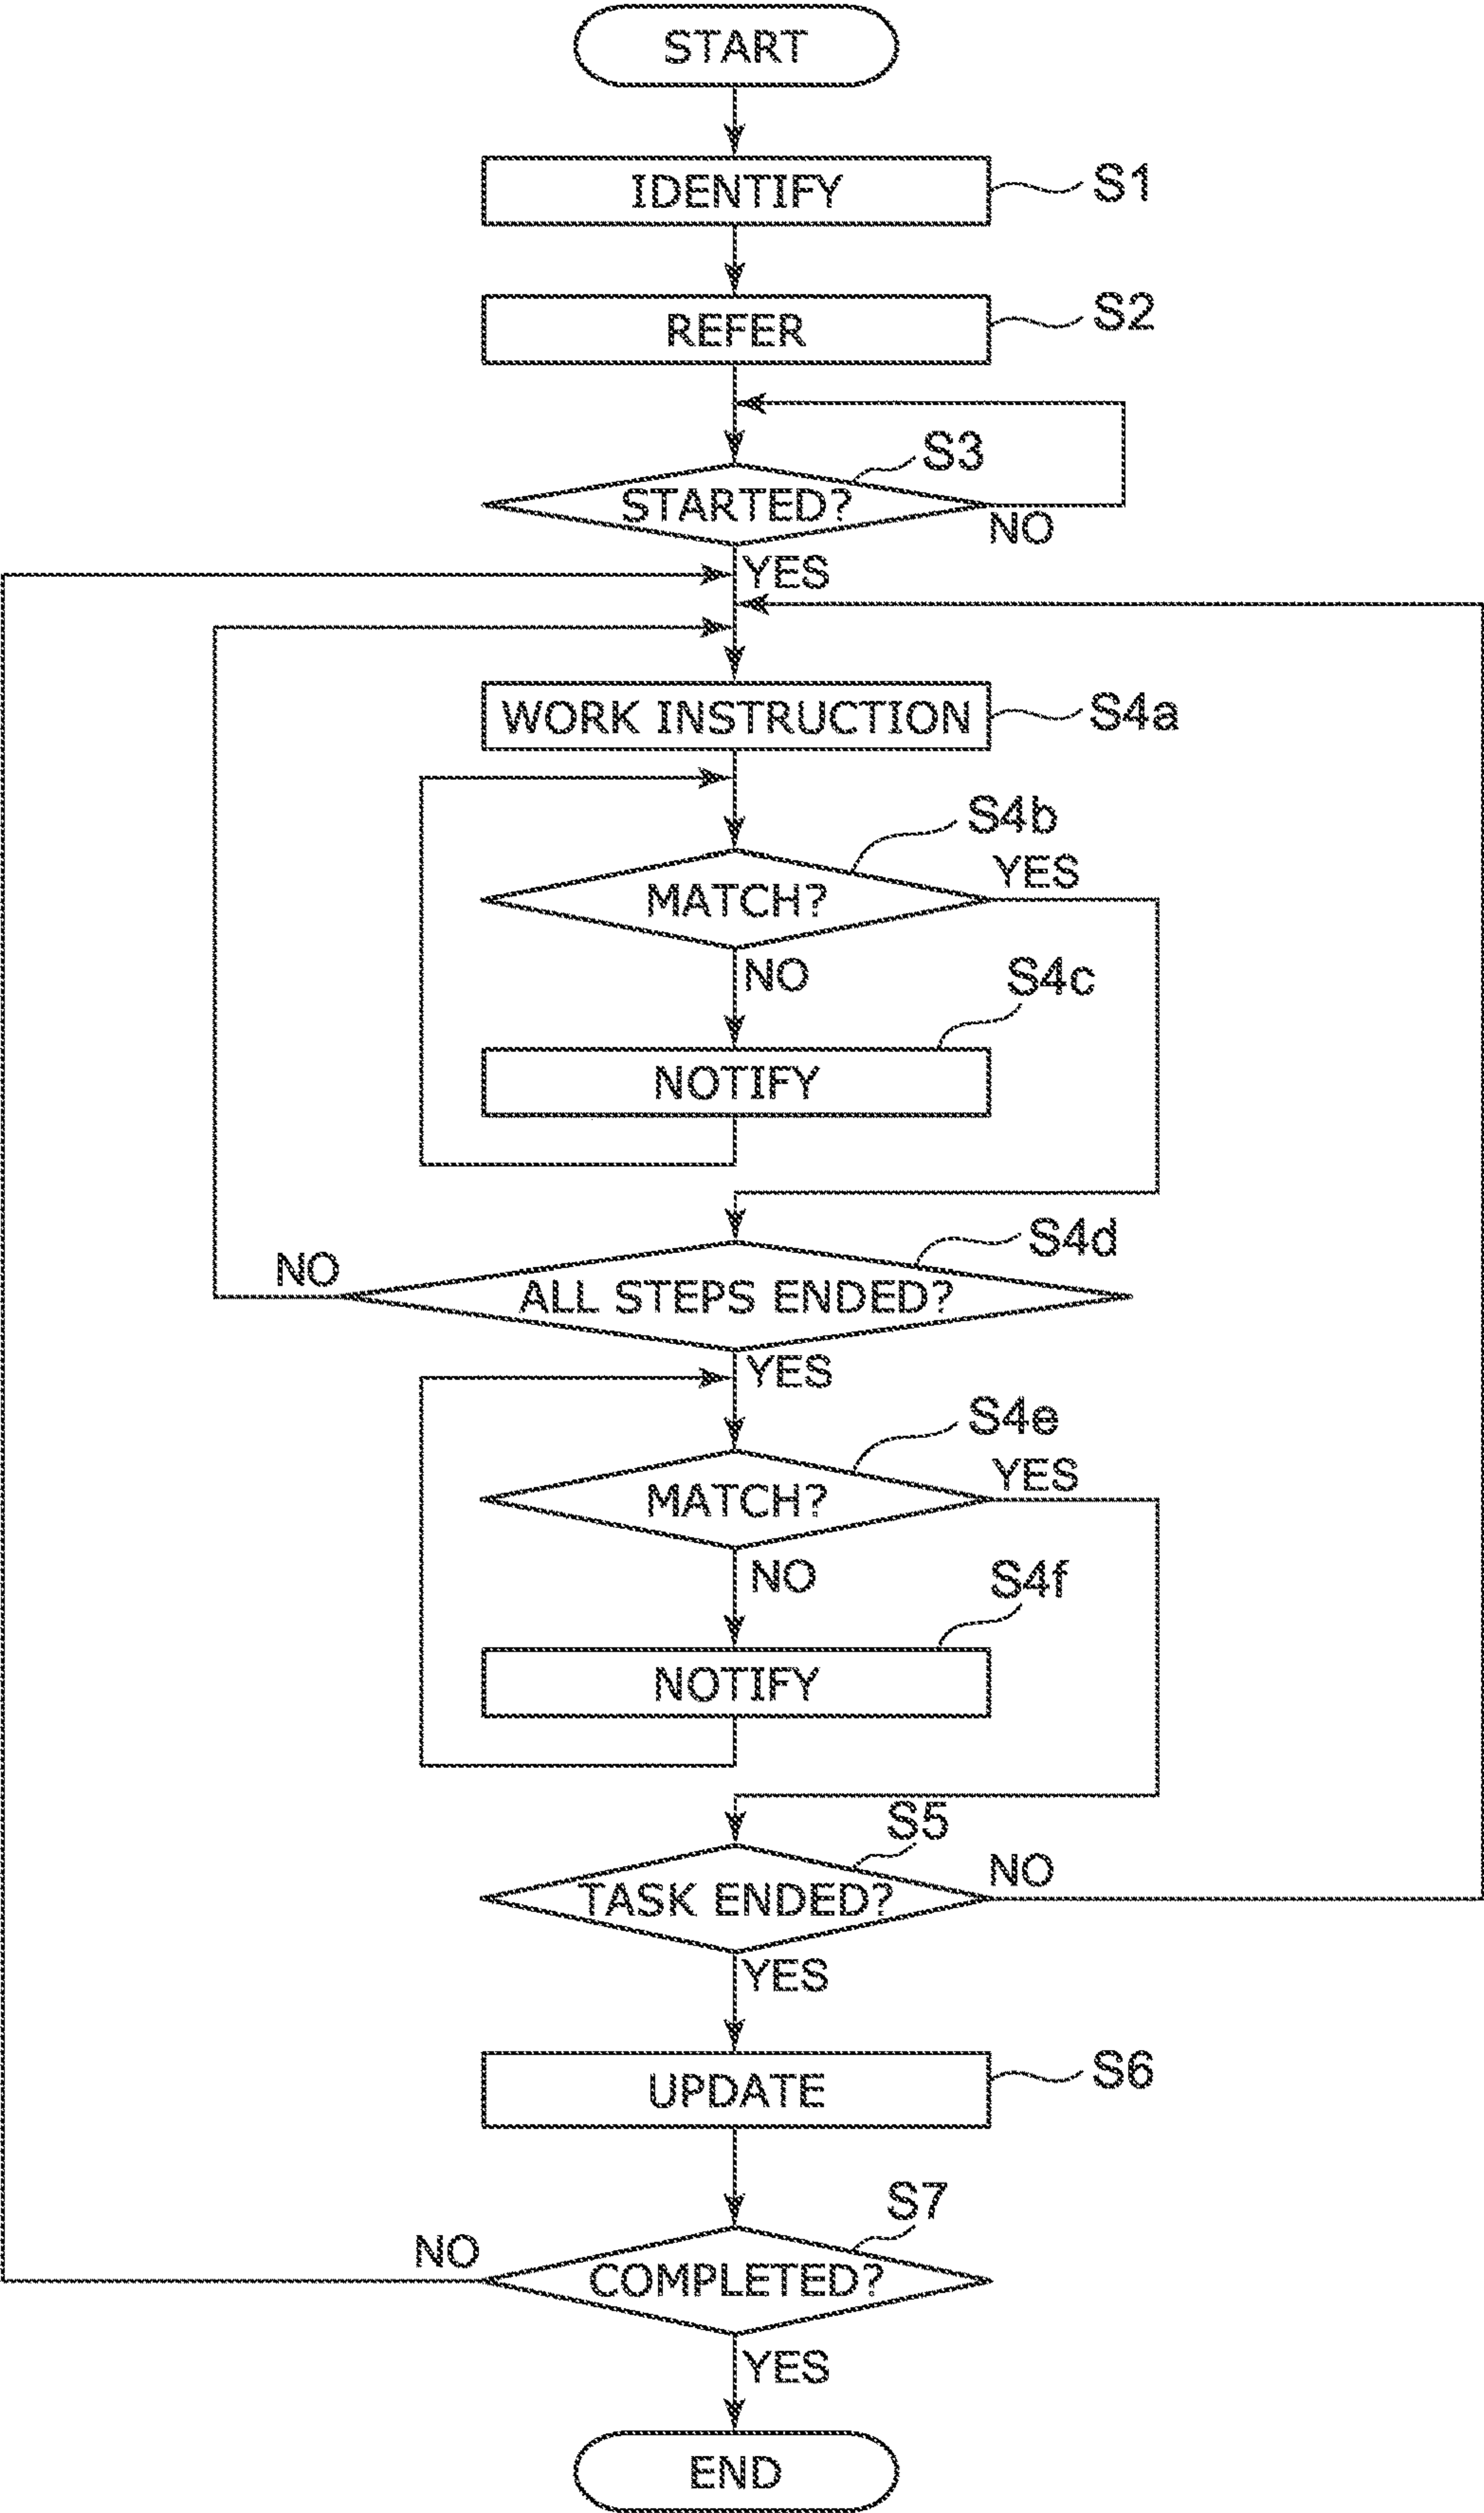 START
IDENTIFY
S1
REFER
S2
S3
STARTED?
NO
YES
WORK INSTRUCTION
S4a
S4b
YES
MATCH?
NO
S4c
NOTIFY
S4d
NO
ALL STEPS ENDED?
YES
S4e
YES
MATCH?
NO
S4f
NOTIFY
S5
NO
TASK ENDED?
YES
UPDATE
S6
S7
NO
COMPLETED?
YES
END